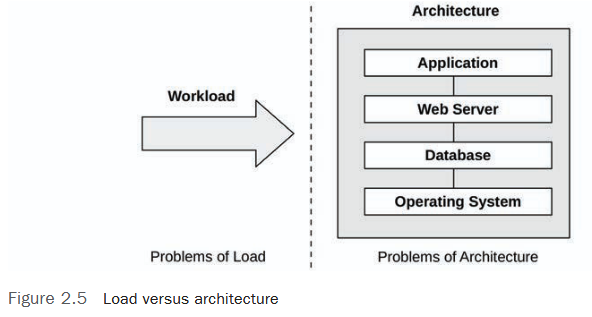 Architecture
Application
Workload
Web Server
Database
Operating System
Problems of Load
Problems of Architecture
Figure 2.5 Load versus architecture